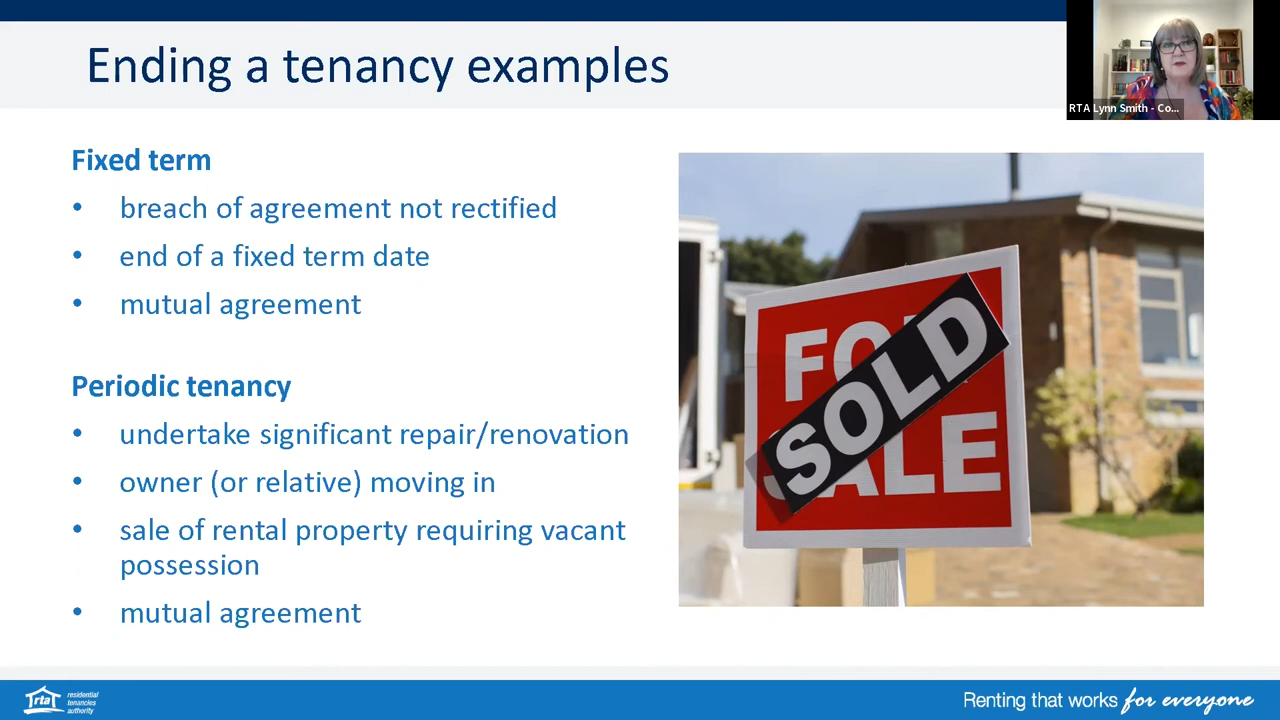 Ending a tenancy examples
RTA Lynn Smith - Co...
Fixed term
• breach of agreement not rectified
• end of a fixed term date
• mutual agreement
Periodic tenancy
• undertake significant repair/renovation
• owner (or relative) moving in
• sale of rental property requiring vacant
possession
• mutual agreement
FO
SOLD
SALE
rta
residential
tenancies
authority
Renting that works for everyone